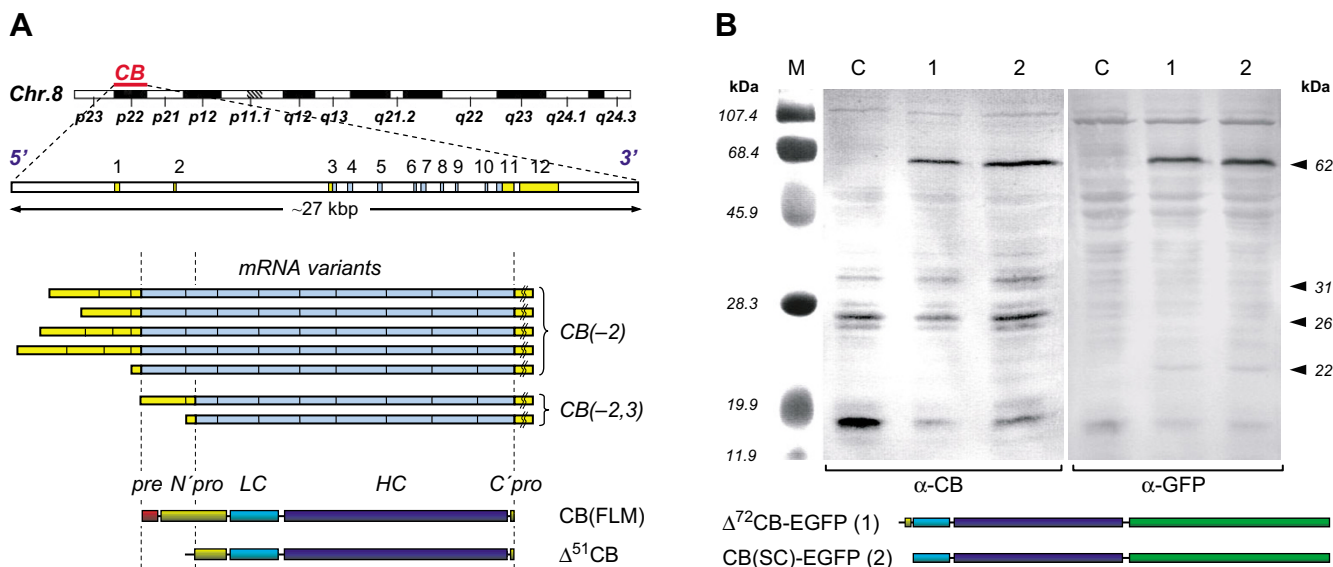 A
CB
Chr.8
p23 p22 p21 p12 p11.1 q12 q13 q21.2 q22 q23 q24.1 q24.3
5’ 3’
1 2 3 4 5 6 7 8 9 10 11 12
~27 kbp
mRNA variants
CB(–2)
CB(–2,3)
pre N´pro LC HC C´pro
CB(FLM)
Δ⁵¹CB
B
kDa M C 1 2 C 1 2 kDa
107.4
68.4
62
45.9
31
28.3
26
22
19.9
11.9
α-CB α-GFP
Δ⁷²CB-EGFP (1)
CB(SC)-EGFP (2)